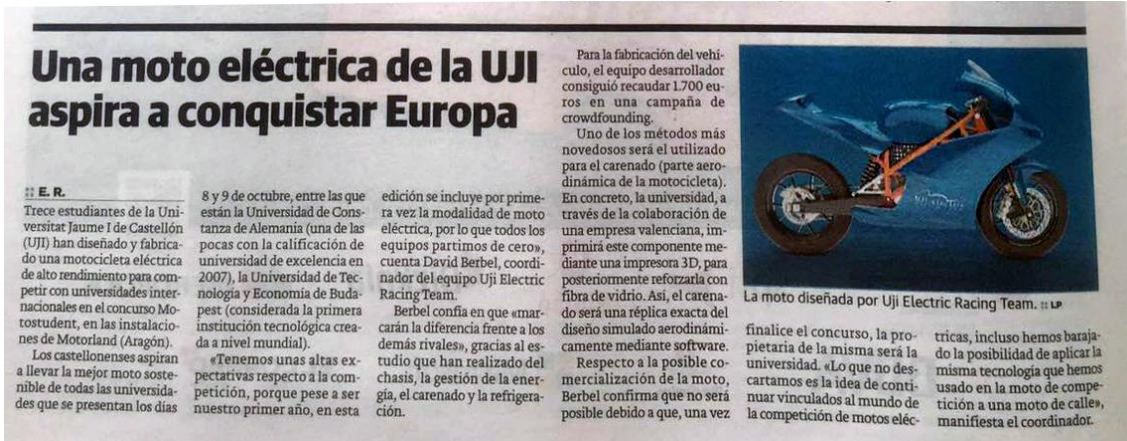 Una moto eléctrica de la UJI
aspira a conquistar Europa
:: E. R.
Trece estudiantes de la Uni-
versitat Jaume I de Castellón
(UJI) han diseñado y fabrica-
do una motocicleta eléctrica
de alto rendimiento para com-
petir con universidades inter-
nacionales en el concurso Mo-
tostudent, en las instalacio-
nes de Motorland (Aragón).
Los castellonenses aspiran
a llevar la mejor moto soste-
nible de todas las universida-
des que se presentan los días
8 y 9 de octubre, entre las que
están la Universidad de Cons-
tanza de Alemania (una de las
pocas con la calificación de
universidad de excelencia en
2007), la Universidad de Tec-
nología y Economía de Buda-
pest (considerada la primera
institución tecnológica crea-
da a nivel mundial).
«Tenemos unas altas ex-
pectativas respecto a la com-
petición, porque pese a ser
nuestro primer año, en esta
edición se incluye por prime-
ra vez la modalidad de moto
eléctrica, por lo que todos los
equipos partimos de cero»,
cuenta David Berbel, coordi-
nador del equipo Uji Electric
Racing Team.
Berbel confia en que «mar-
carán la diferencia frente a los
demás rivales», gracias al es-
tudio que han realizado del
chasis, la gestión de la ener-
gía, el carenado y la refrigera-
ción.
Para la fabricación del vehí-
culo, el equipo desarrollador
consiguió recaudar 1.700 eu-
ros en una campaña de
crowdfounding.
Uno de los métodos más
novedosos será el utilizado
para el carenado (parte aero-
dinámica de la motocicleta).
En concreto, la universidad, a
través de la colaboración de
una empresa valenciana, im-
primirá este componente me-
diante una impresora 3D, para
posteriormente reforzarla con
fibra de vidrio. Así, el carena-
do será una réplica exacta del
diseño simulado aerodinámi-
camente mediante software.
Respecto a la posible co-
mercialización de la moto,
Berbel confirma que no será
posible debido a que, una vez
La moto diseñada por Uji Electric Racing Team. :: LP
finalice el concurso, la pro-
pietaria de la misma será la
universidad. «Lo que no des-
cartamos es la idea de conti-
nuar vinculados al mundo de
la competición de motos eléc-
tricas, incluso hemos baraja-
do la posibilidad de aplicar la
misma tecnología que hemos
usado en la moto de compe-
tición a una moto de calle»,
manifiesta el coordinador.